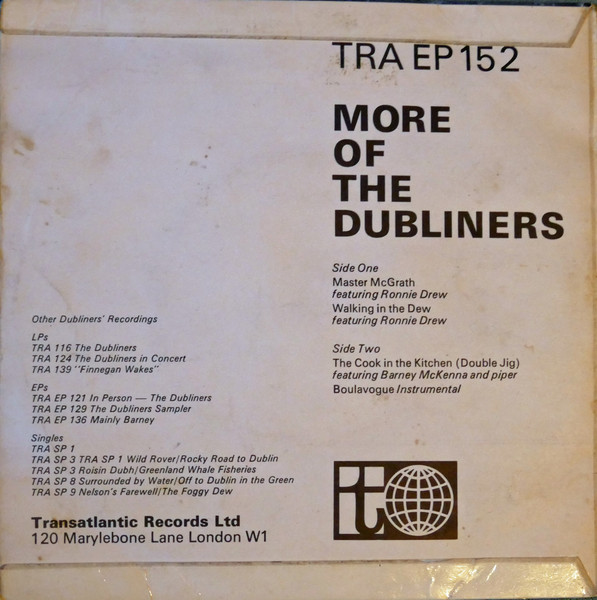 TRA EP 152
MORE
OF
THE
DUBLINERS
Side One
Master McGrath
featuring Ronnie Drew
Walking in the Dew
featuring Ronnie Drew
Side Two
The Cook in the Kitchen (Double Jig)
featuring Barney McKenna and piper
Boulavogue Instrumental
Other Dubliners' Recordings
LPs
TRA 116 The Dubliners
TRA 124 The Dubliners in Concert
TRA 139 "Finnegan Wakes"
EPs
TRA EP 121 In Person — The Dubliners
TRA EP 129 The Dubliners Sampler
TRA EP 136 Mainly Barney
Singles
TRA SP 1
TRA SP 3 TRA SP 1 Wild Rover/Rocky Road to Dublin
TRA SP 3 Roisin Dubh/Greenland Whale Fisheries
TRA SP 8 Surrounded by Water/Off to Dublin in the Green
TRA SP 9 Nelson's Farewell/The Foggy Dew
Transatlantic Records Ltd
120 Marylebone Lane London W1
it